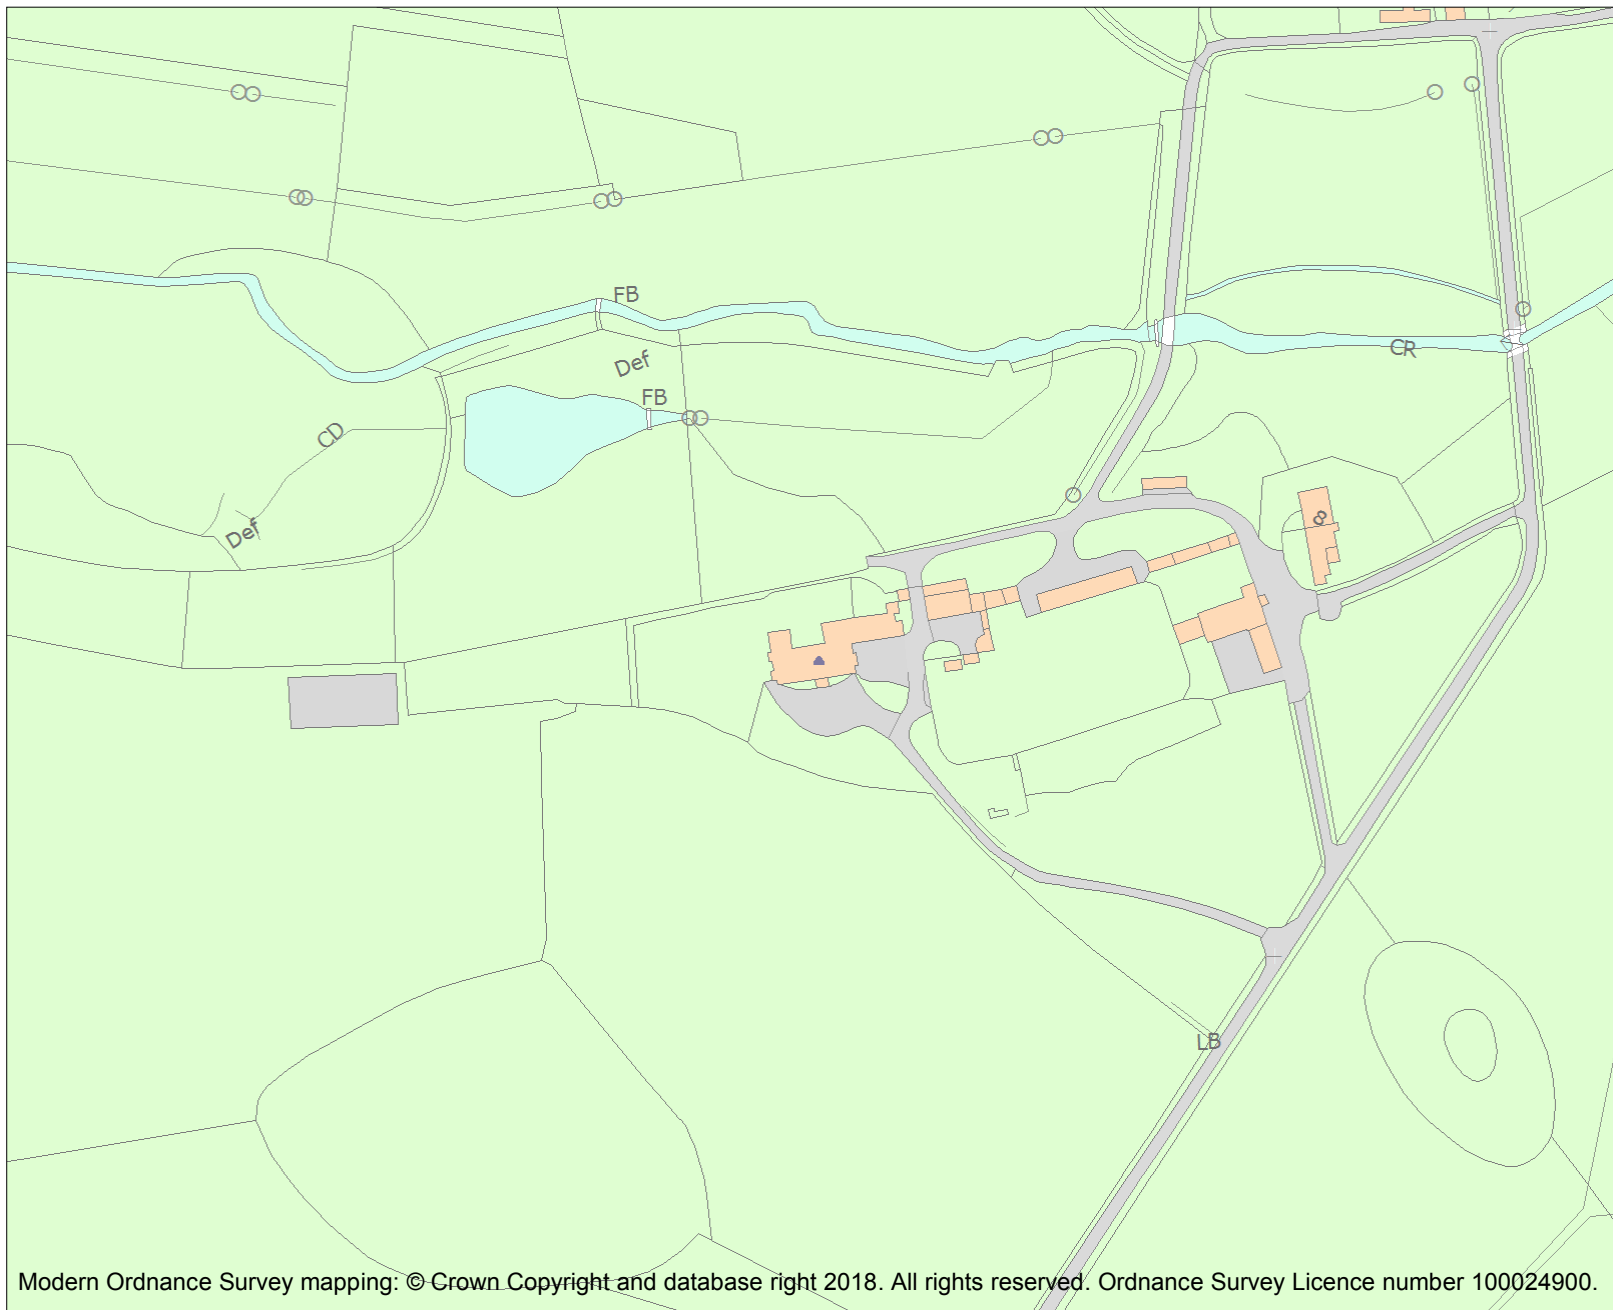 FB
Def
CR
FB
CD
8
Def
LB
Modern Ordnance Survey mapping: © Crown Copyright and database right 2018. All rights reserved. Ordnance Survey Licence number 100024900.